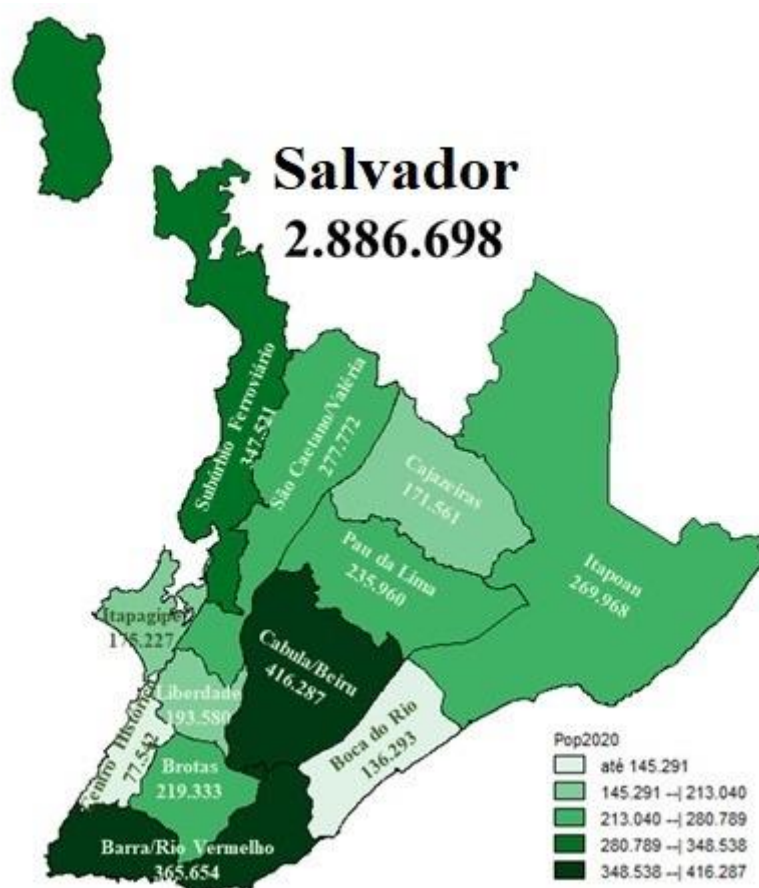 Salvador
2.886.698
Subúrbio Ferroviário
347.521
São Caetano/Valéria
277.772
Cajazeiras
171.561
Pau da Lima
235.960
Itapoan
269.968
Itapagipe
175.227
Cabula/Beiru
416.287
Liberdade
193.580
Centro Histórico
77.542
Boca do Rio
136.293
Brotas
219.333
Barra/Rio Vermelho
365.654
Pop2020
até 145.291
145.291 --| 213.040
213.040 --| 280.789
280.789 --| 348.538
348.538 --| 416.287